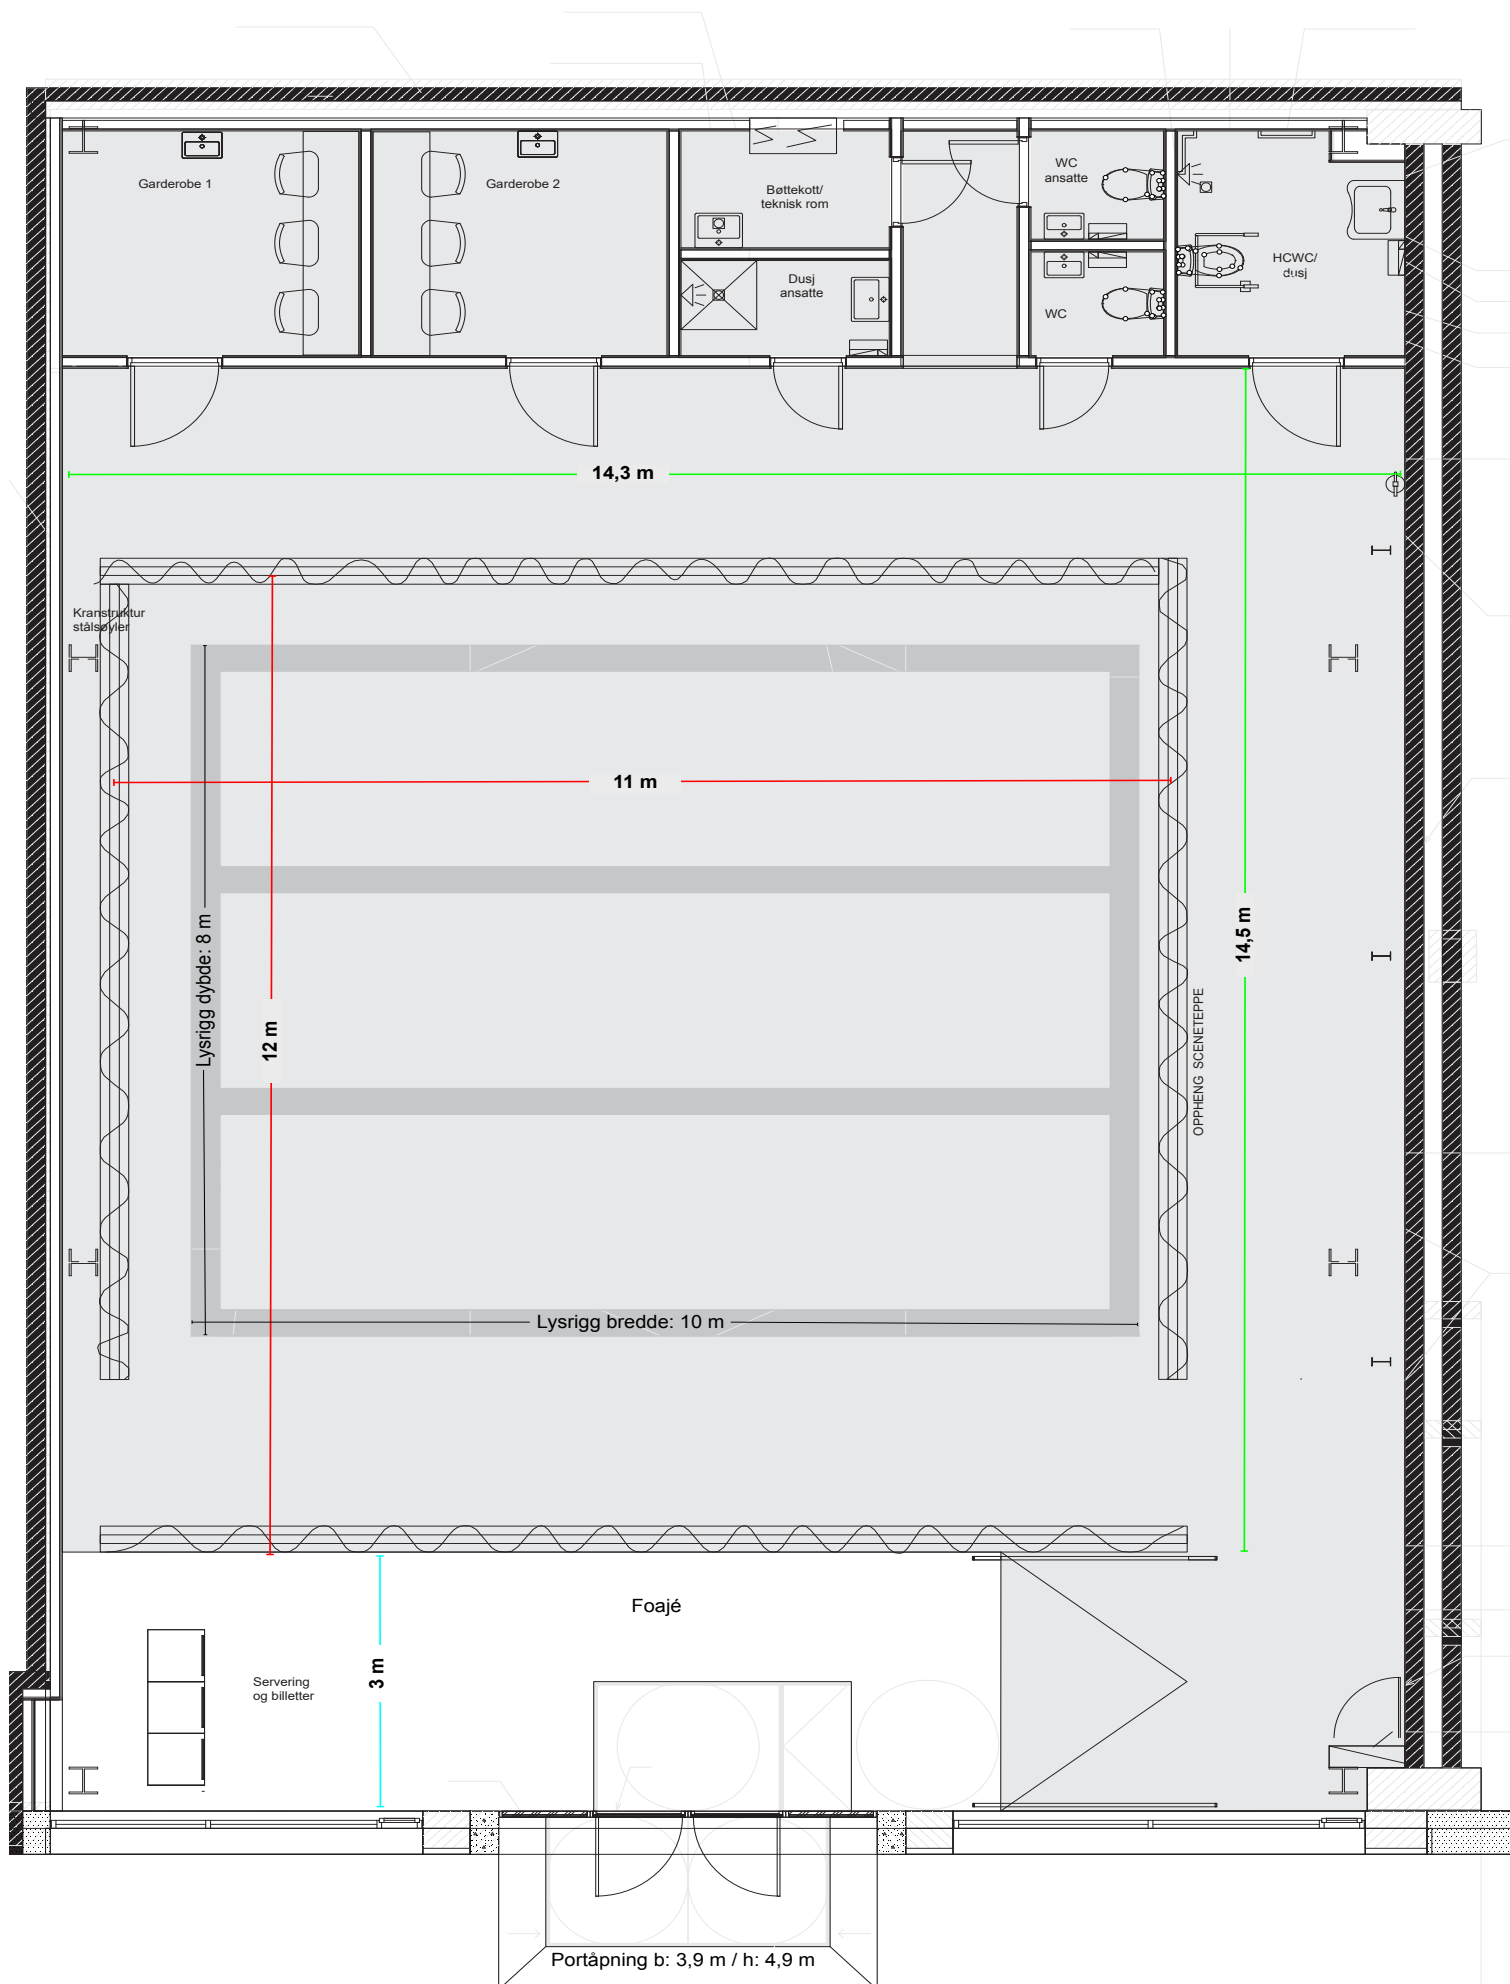 Garderobe 1
Garderobe 2
Bøttekott/
teknisk rom
WC
ansatte
HCWC/
dusj
Dusj
ansatte
WC
14,3 m
Kranstruktur
stålsøyler
11 m
Lysrigg dybde: 8 m
12 m
14,5 m
OPPHENG SCENETEPPE
Lysrigg bredde: 10 m
Foajé
3 m
Servering
og billetter
Portåpning b: 3,9 m / h: 4,9 m